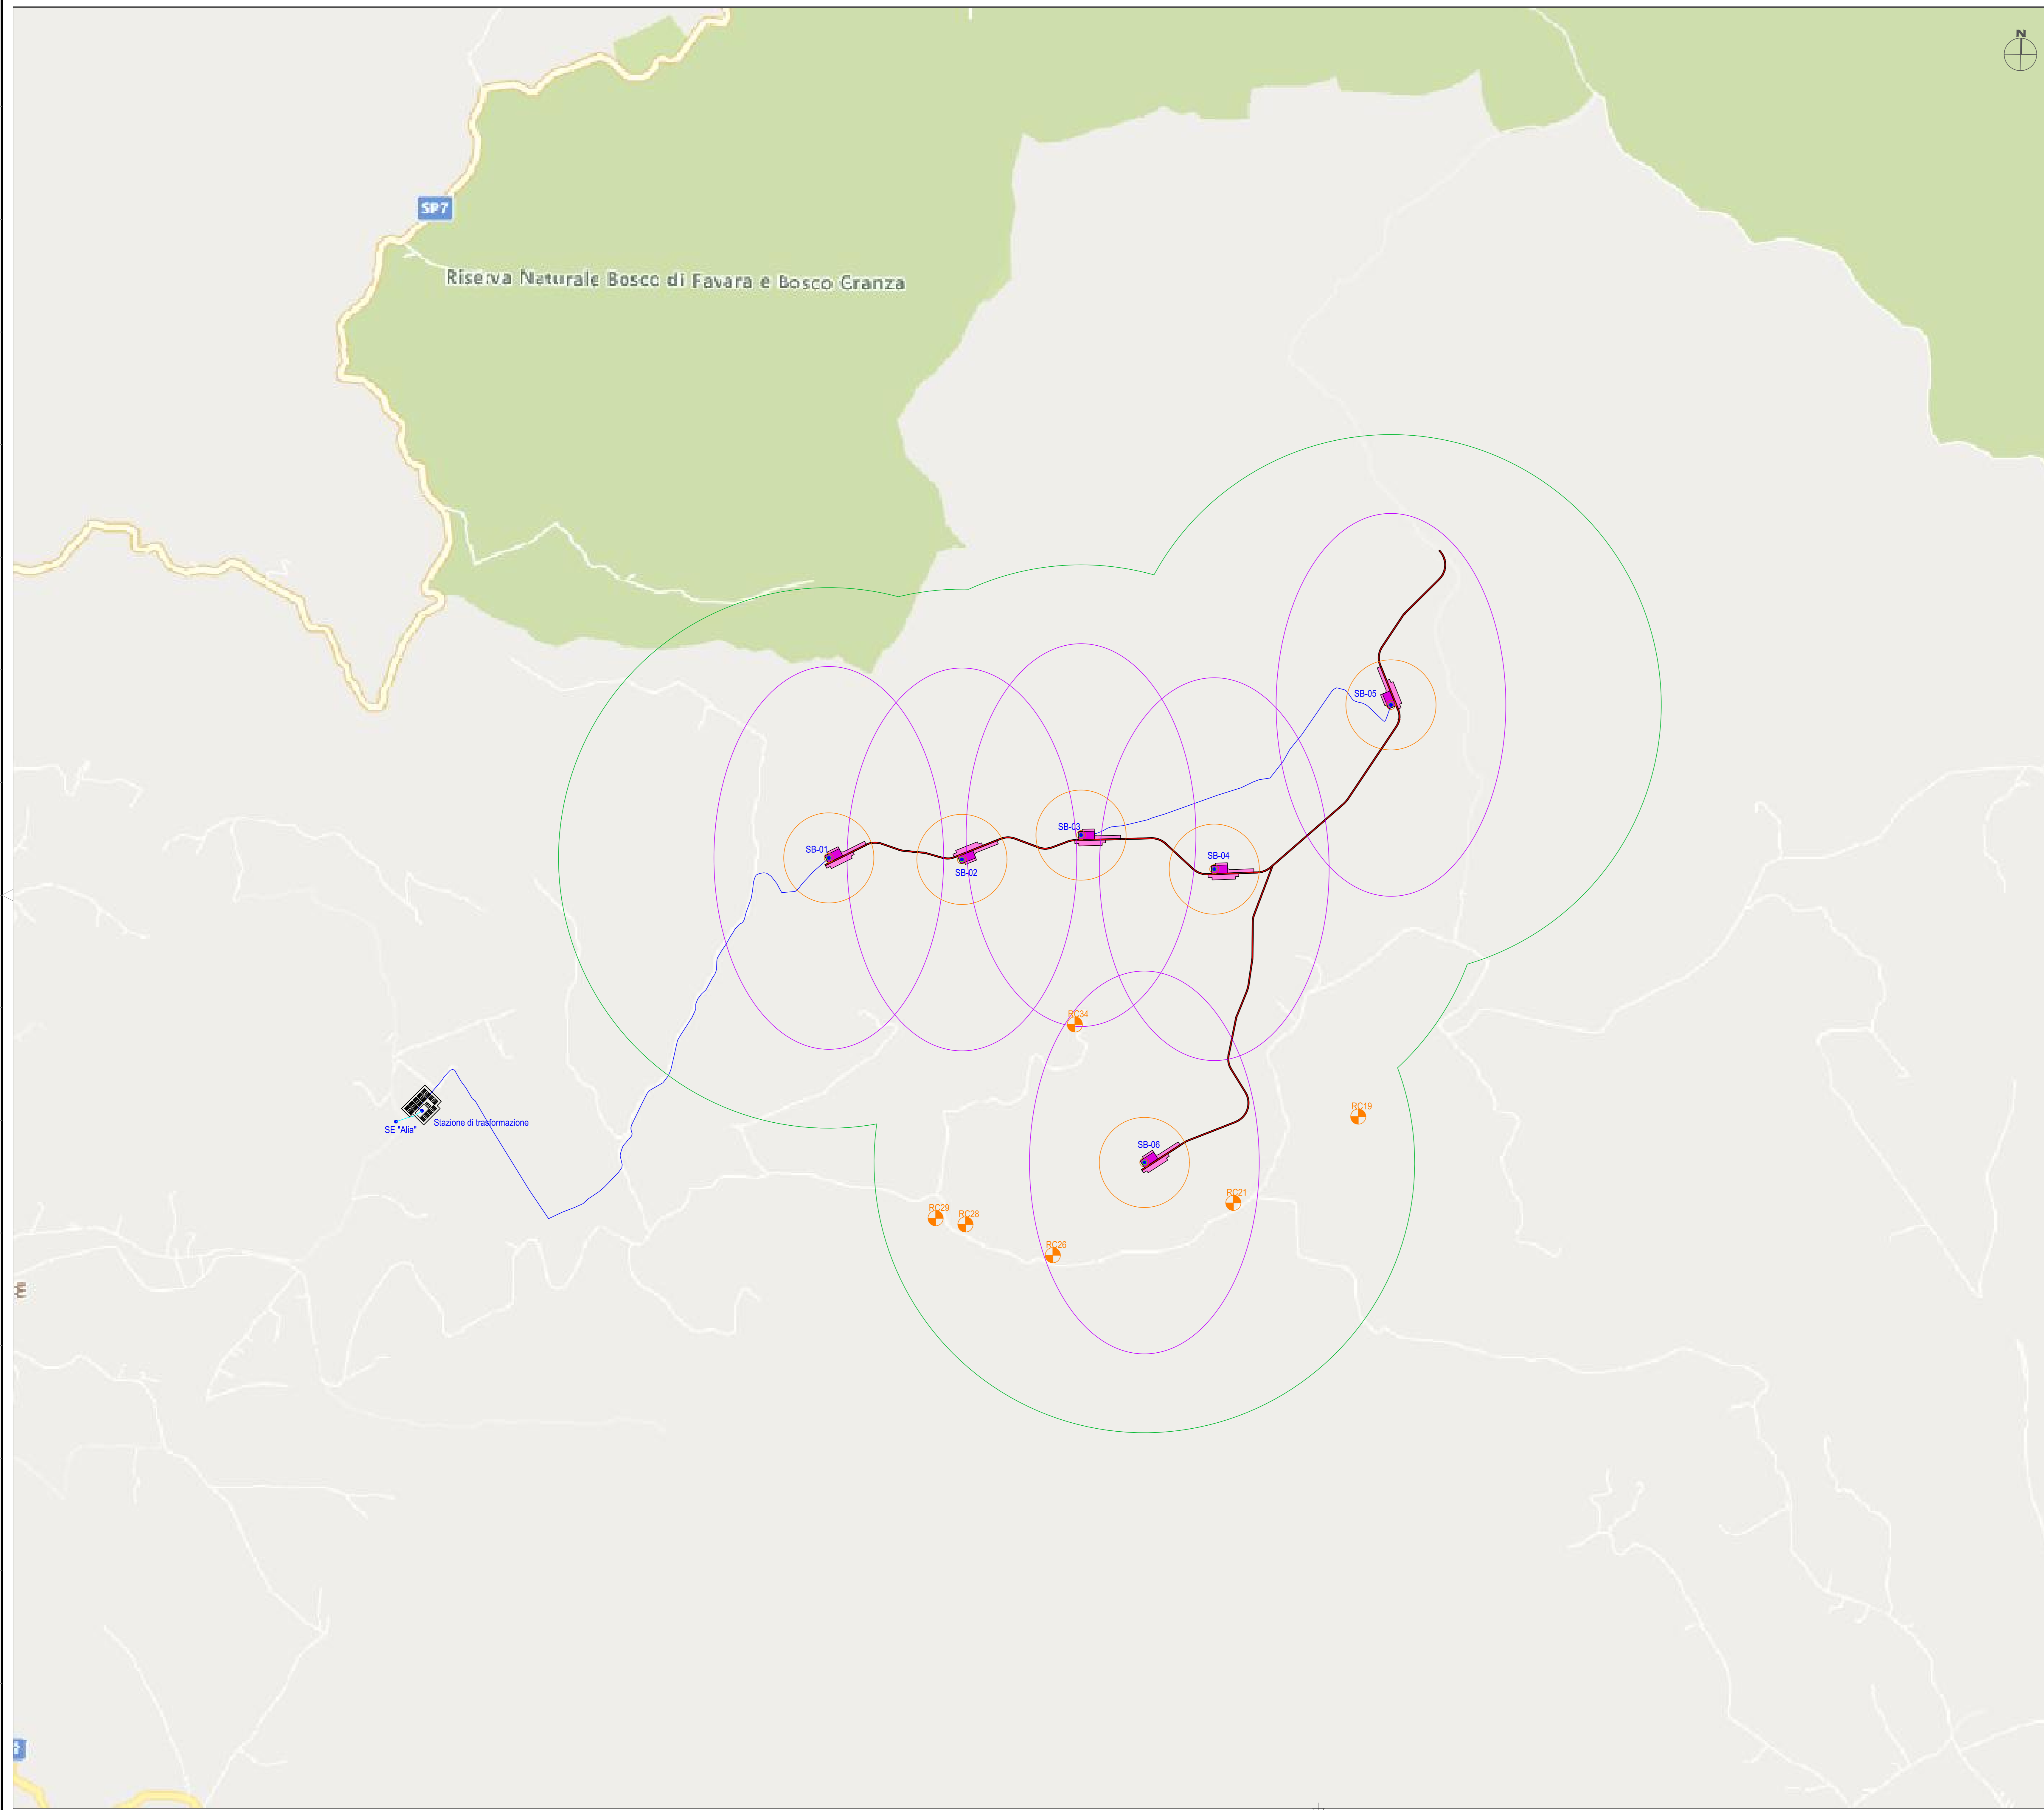 N
SP7
Riserva Naturale Bosco di Favara e Bosco Granza
SB-05
SB-03
SB-01
SB-04
SB-02
RC34
RC19
Stazione di trasformazione
SE "Alia"
SB-06
RC21
RC29
RC28
RC26